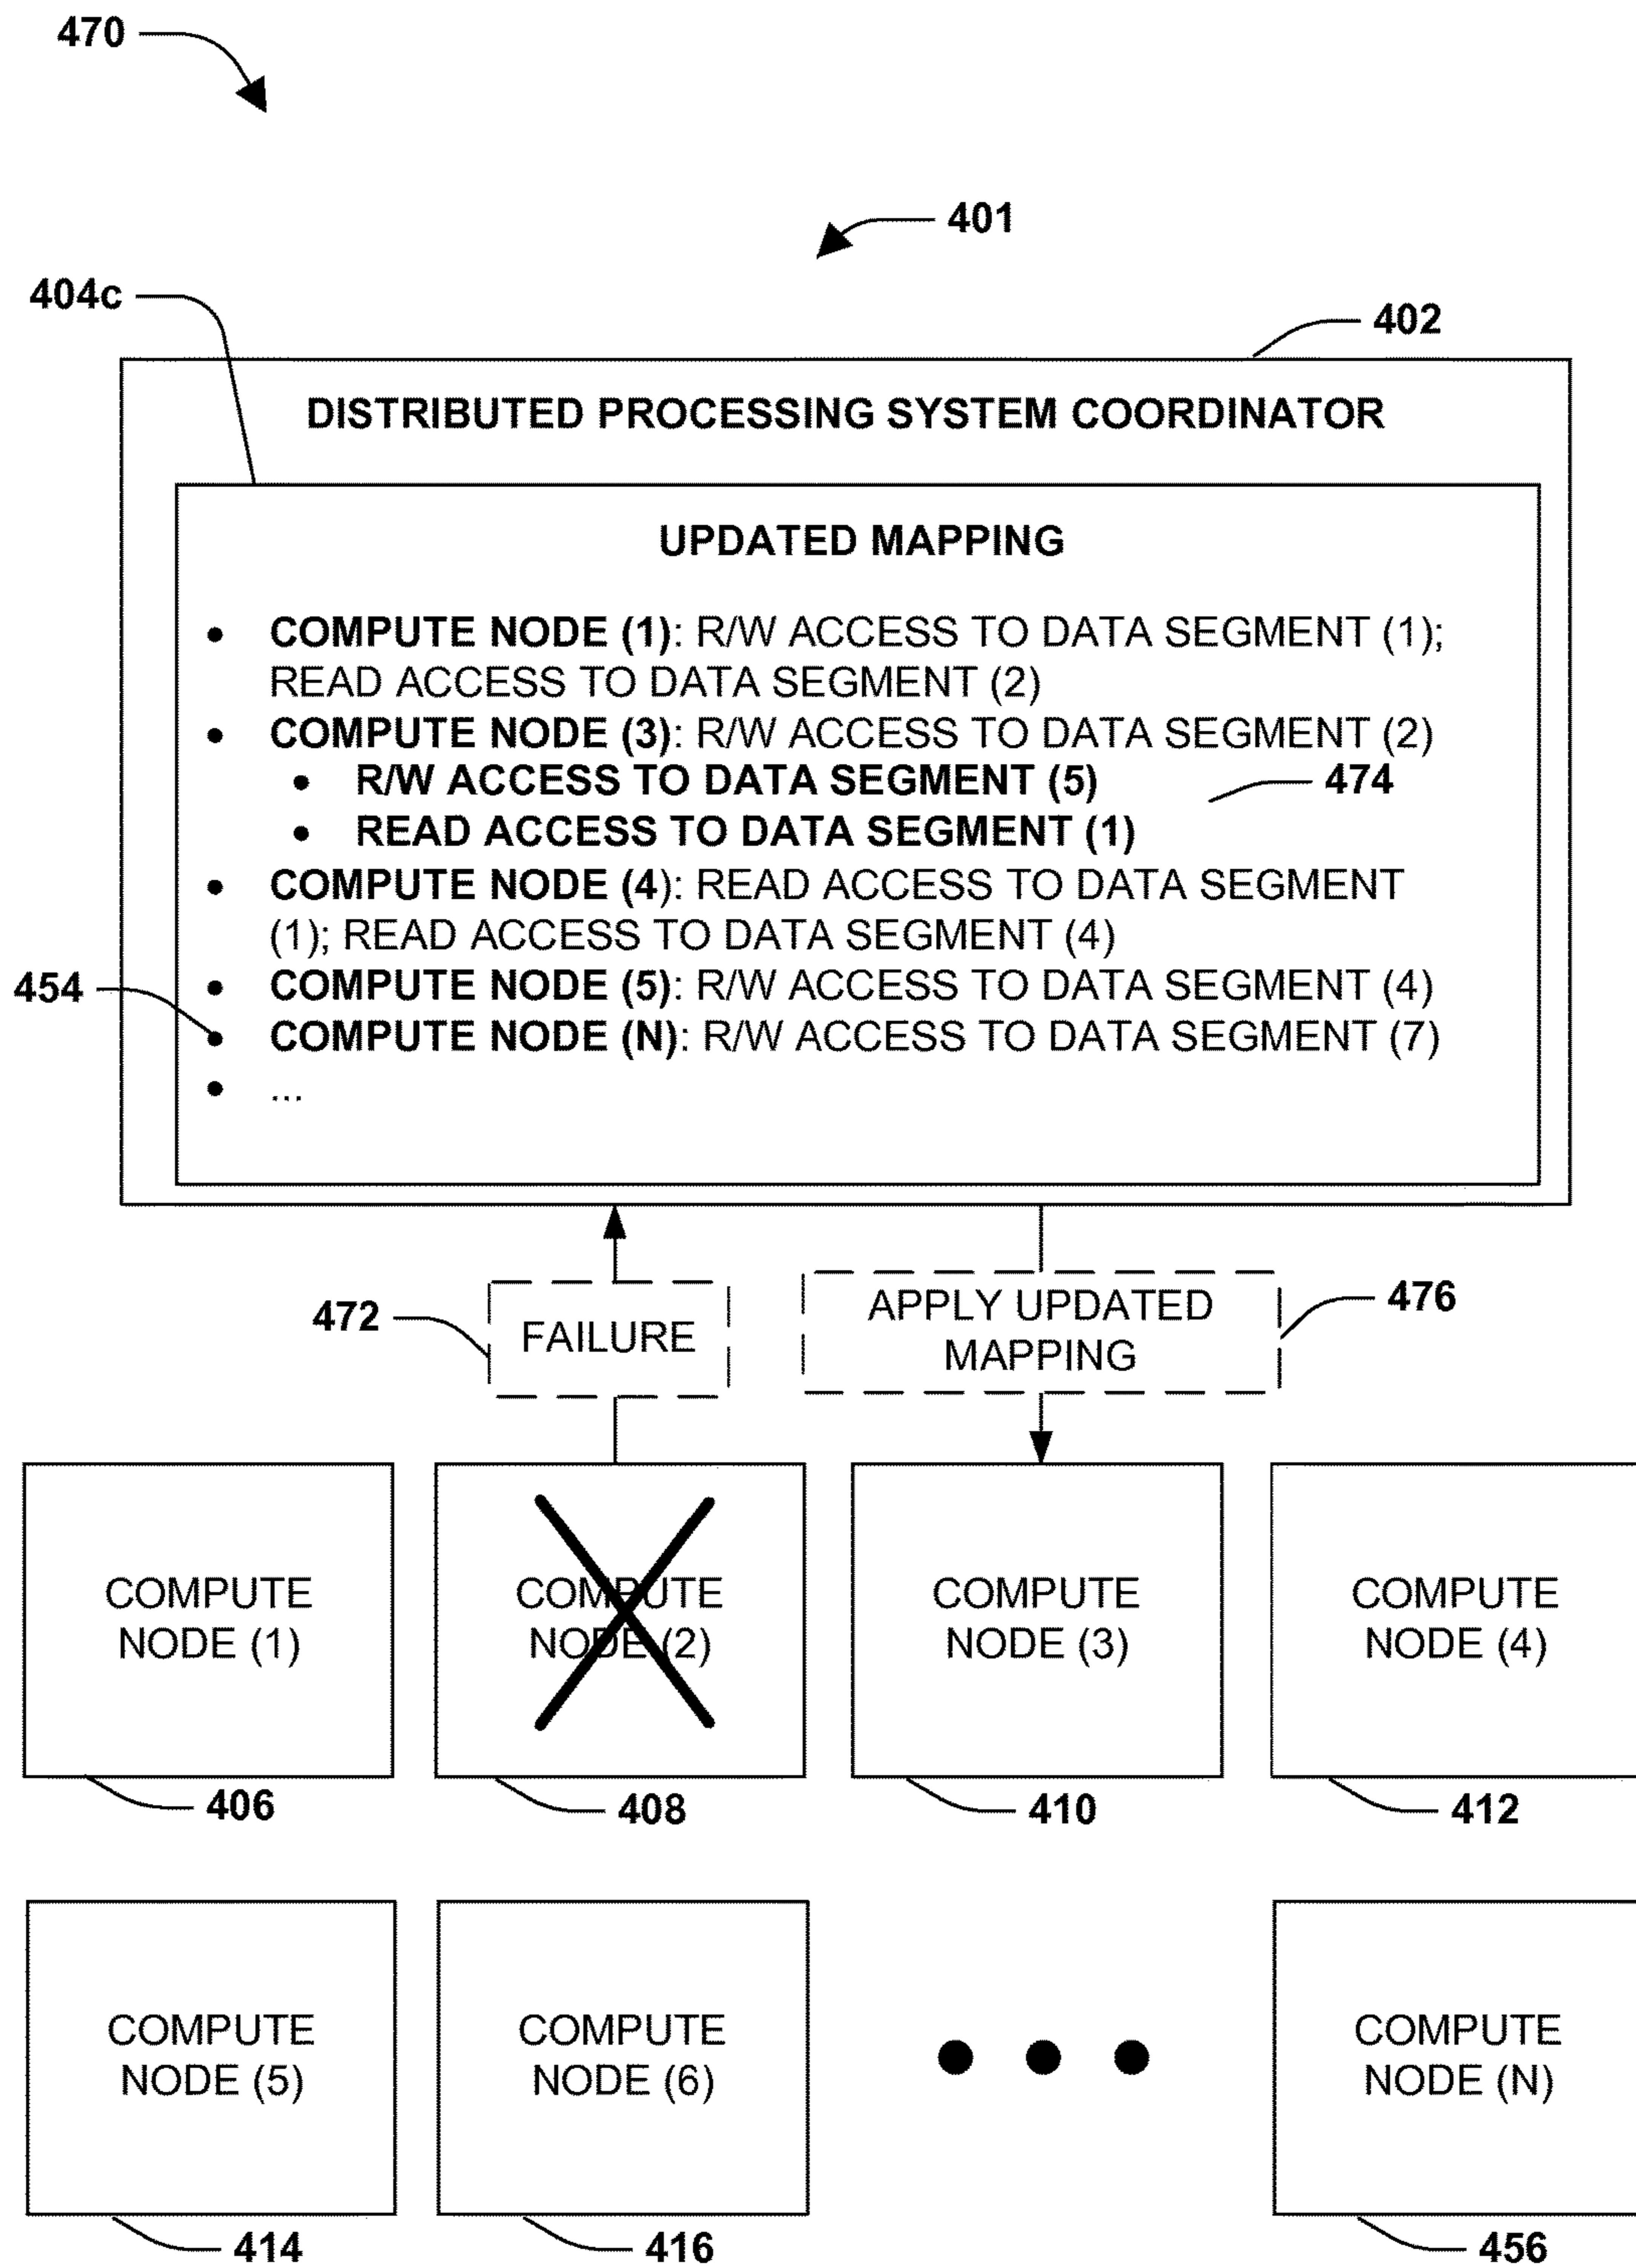 470
401
404c
402
DISTRIBUTED PROCESSING SYSTEM COORDINATOR
UPDATED MAPPING
• COMPUTE NODE (1): R/W ACCESS TO DATA SEGMENT (1);
READ ACCESS TO DATA SEGMENT (2)
• COMPUTE NODE (3): R/W ACCESS TO DATA SEGMENT (2)
• R/W ACCESS TO DATA SEGMENT (5)
474
• READ ACCESS TO DATA SEGMENT (1)
• COMPUTE NODE (4): READ ACCESS TO DATA SEGMENT
(1); READ ACCESS TO DATA SEGMENT (4)
• COMPUTE NODE (5): R/W ACCESS TO DATA SEGMENT (4)
454
• COMPUTE NODE (N): R/W ACCESS TO DATA SEGMENT (7)
• ...
472
FAILURE
APPLY UPDATED
MAPPING
476
COMPUTE
NODE (1)
COMPUTE
NODE (2)
COMPUTE
NODE (3)
COMPUTE
NODE (4)
406
408
410
412
COMPUTE
NODE (5)
COMPUTE
NODE (6)
COMPUTE
NODE (N)
414
416
456